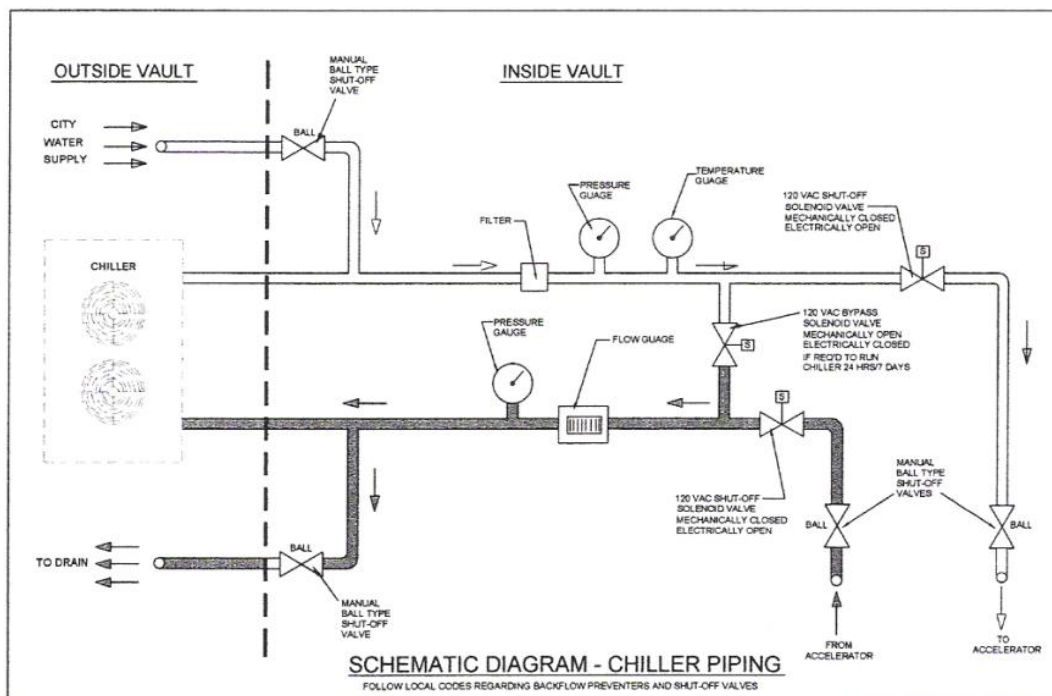 OUTSIDE VAULT
MANUAL
BALL TYPE
SHUT-OFF
VALVE
INSIDE VAULT
CITY
WATER
SUPPLY
BALL
PRESSURE
GUAGE
TEMPERATURE
GUAGE
120 VAC SHUT-OFF
SOLENOID VALVE
MECHANICALLY CLOSED
ELECTRICALLY OPEN
FILTER
S
CHILLER
PRESSURE
GAUGE
FLOW GUAGE
120 VAC BYPASS
SOLENOID VALVE
MECHANICALLY OPEN
ELECTRICALLY CLOSED
IF REQ'D TO RUN
CHILLER 24 HRS/7 DAYS
S
S
MANUAL
BALL TYPE
SHUT-OFF
VALVES
120 VAC SHUT-OFF
SOLENOID VALVE
MECHANICALLY CLOSED
ELECTRICALLY OPEN
BALL
BALL
TO DRAIN
BALL
MANUAL
BALL TYPE
SHUT-OFF
VALVE
FROM
ACCELERATOR
TO
ACCELERATOR
SCHEMATIC DIAGRAM - CHILLER PIPING
FOLLOW LOCAL CODES REGARDING BACKFLOW PREVENTERS AND SHUT-OFF VALVES